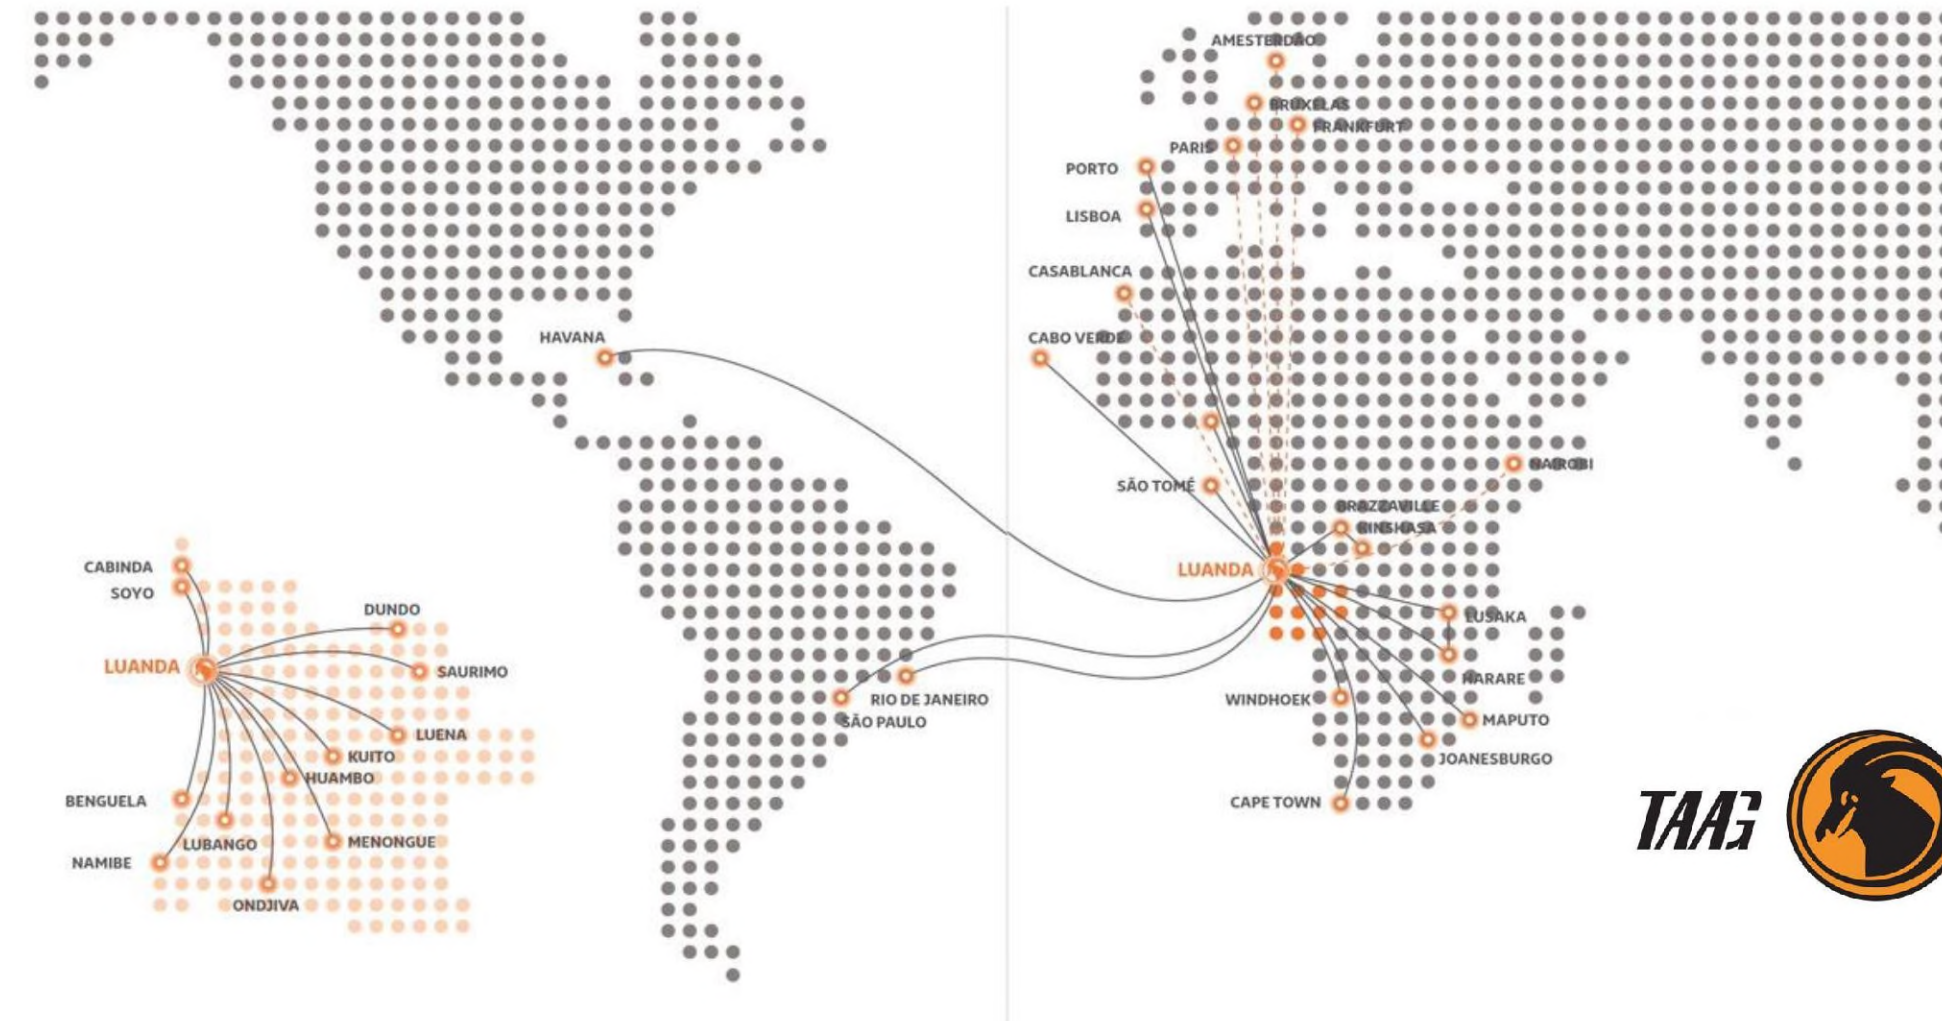 AMESTERDÃO
BRUXELAS
FRANKFURT
PARIS
PORTO
LISBOA
CASABLANCA
HAVANA
CABO VERDE
NAIROBI
SÃO TOMÉ
BRAZZAVILLE
KINSHASA
LUANDA
LUSAKA
HARARE
WINDHOEK
RIO DE JANEIRO
SÃO PAULO
MAPUTO
JOANESBURGO
CAPE TOWN
CABINDA
SOYO
DUNDO
LUANDA
SAURIMO
LUENA
KUITO
HUAMBO
BENGUELA
LUBANGO
MENONGUE
NAMIBE
ONDJIVA
TAAG